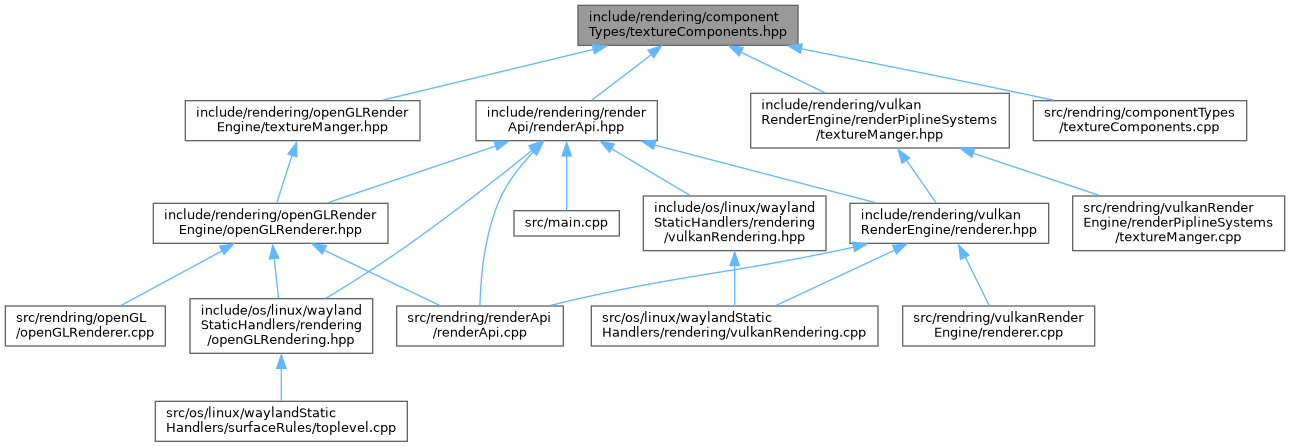 include/rendering/component
Types/textureComponents.hpp
include/rendering/openGLRender
Engine/textureManger.hpp
include/rendering/render
Api/renderApi.hpp
include/rendering/vulkan
RenderEngine/renderPiplineSystems
/textureManger.hpp
src/rendring/componentTypes
/textureComponents.cpp
include/rendering/openGLRender
Engine/openGLRenderer.hpp
src/main.cpp
include/os/linux/wayland
StaticHandlers/rendering
/vulkanRendering.hpp
include/rendering/vulkan
RenderEngine/renderer.hpp
src/rendring/vulkanRender
Engine/renderPiplineSystems
/textureManger.cpp
src/rendring/openGL
/openGLRenderer.cpp
include/os/linux/wayland
StaticHandlers/rendering
/openGLRendering.hpp
src/rendring/renderApi
/renderApi.cpp
src/os/linux/waylandStatic
Handlers/rendering/vulkanRendering.cpp
src/rendring/vulkanRender
Engine/renderer.cpp
src/os/linux/waylandStatic
Handlers/surfaceRules/toplevel.cpp